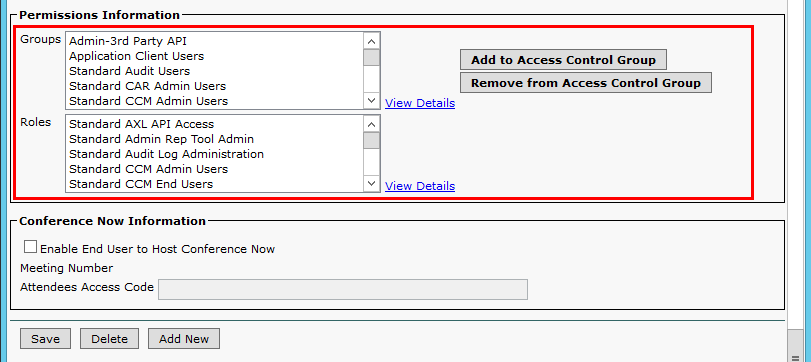 Permissions Information
Groups
Admin-3rd Party API
Application Client Users
Standard Audit Users
Standard CAR Admin Users
Standard CCM Admin Users
View Details
Add to Access Control Group
Remove from Access Control Group
Roles
Standard AXL API Access
Standard Admin Rep Tool Admin
Standard Audit Log Administration
Standard CCM Admin Users
Standard CCM End Users
View Details
Conference Now Information
Enable End User to Host Conference Now
Meeting Number
Attendees Access Code
Save Delete Add New